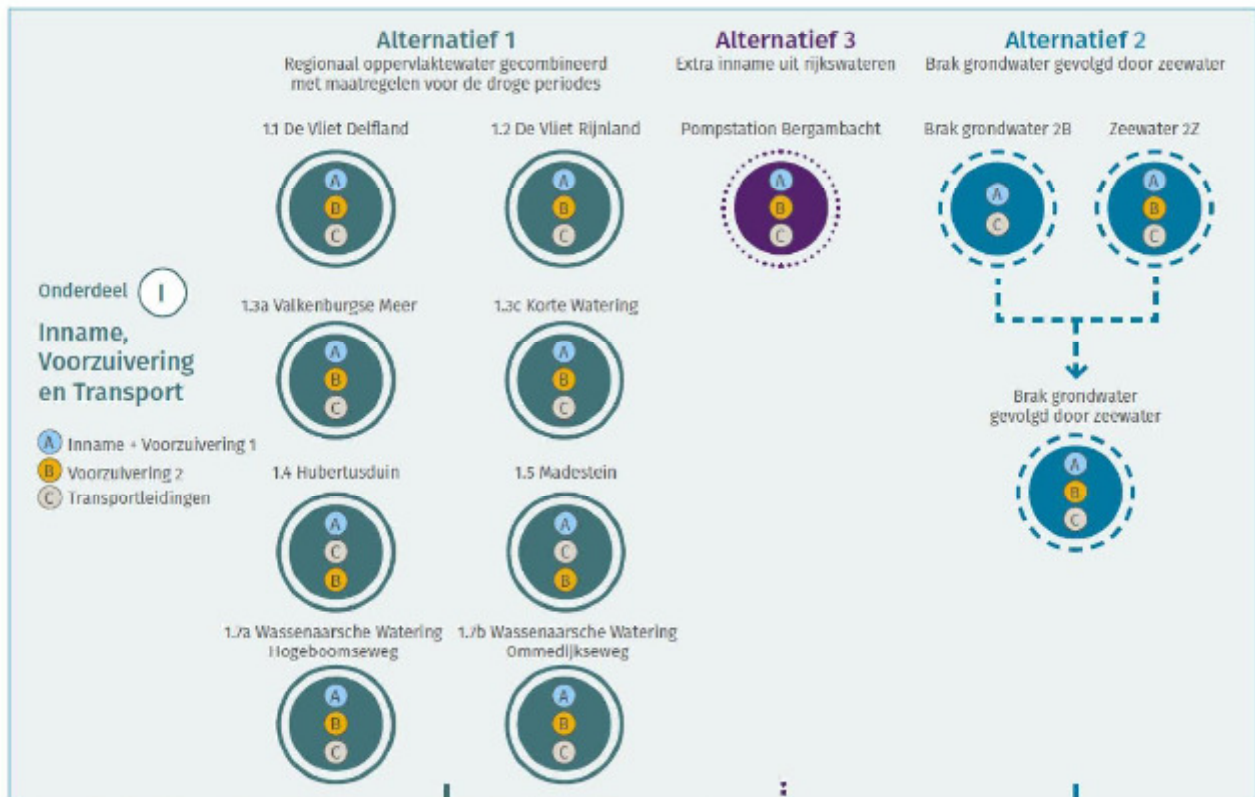 Alternatief 1
Regionaal oppervlaktewater gecombineerd
met maatregelen voor de droge periodes
Alternatief 3
Extra inname uit rijkswateren
Alternatief 2
Brak grondwater gevolgd door zeewater
1.1 De Vliet Delfland
A
B
C
1.2 De Vliet Rijnland
A
B
C
Pompstation Bergambacht
A
B
C
Brak grondwater 2B
A
C
Zeewater 2Z
A
B
C
Onderdeel I
Inname,
Voorzuivering
en Transport
A Inname + Voorzuivering 1
B Voorzuivering 2
C Transportleidingen
1.3a Valkenburgse Meer
A
B
C
1.3c Korte Watering
A
B
C
Brak grondwater
gevolgd door zeewater
A
B
C
1.4 Hubertusduin
A
C
B
1.5 Madestein
A
C
B
1.7a Wassenaarsche Watering
Hogeboomseweg
A
B
C
1.7b Wassenaarsche Watering
Ommedijkseweg
A
B
C